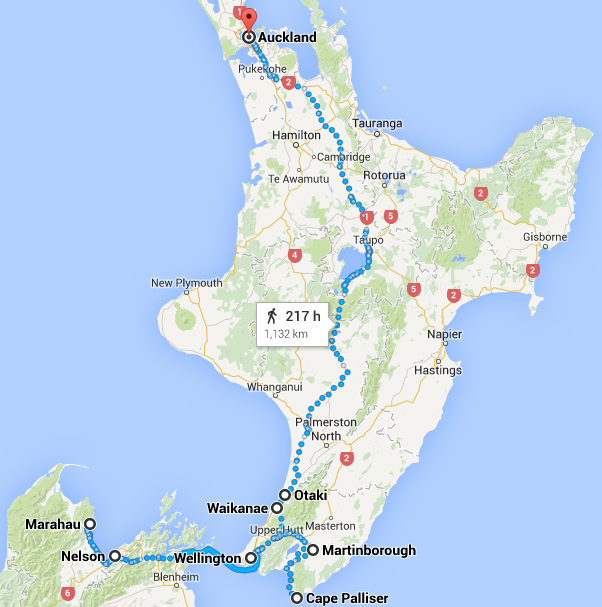 1
Auckland
Pukekohe
2
Tauranga
Hamilton
Cambridge
Te Awamutu
Rotorua
2
1
5
Taupo
Gisborne
4
2
5
2
New Plymouth
217 h
1,132 km
Napier
Hastings
Whanganui
Palmerston
North
2
Otaki
Waikanae
Marahau
Upper Hutt
Masterton
Nelson
Wellington
Martinborough
Blenheim
6
Cape Palliser